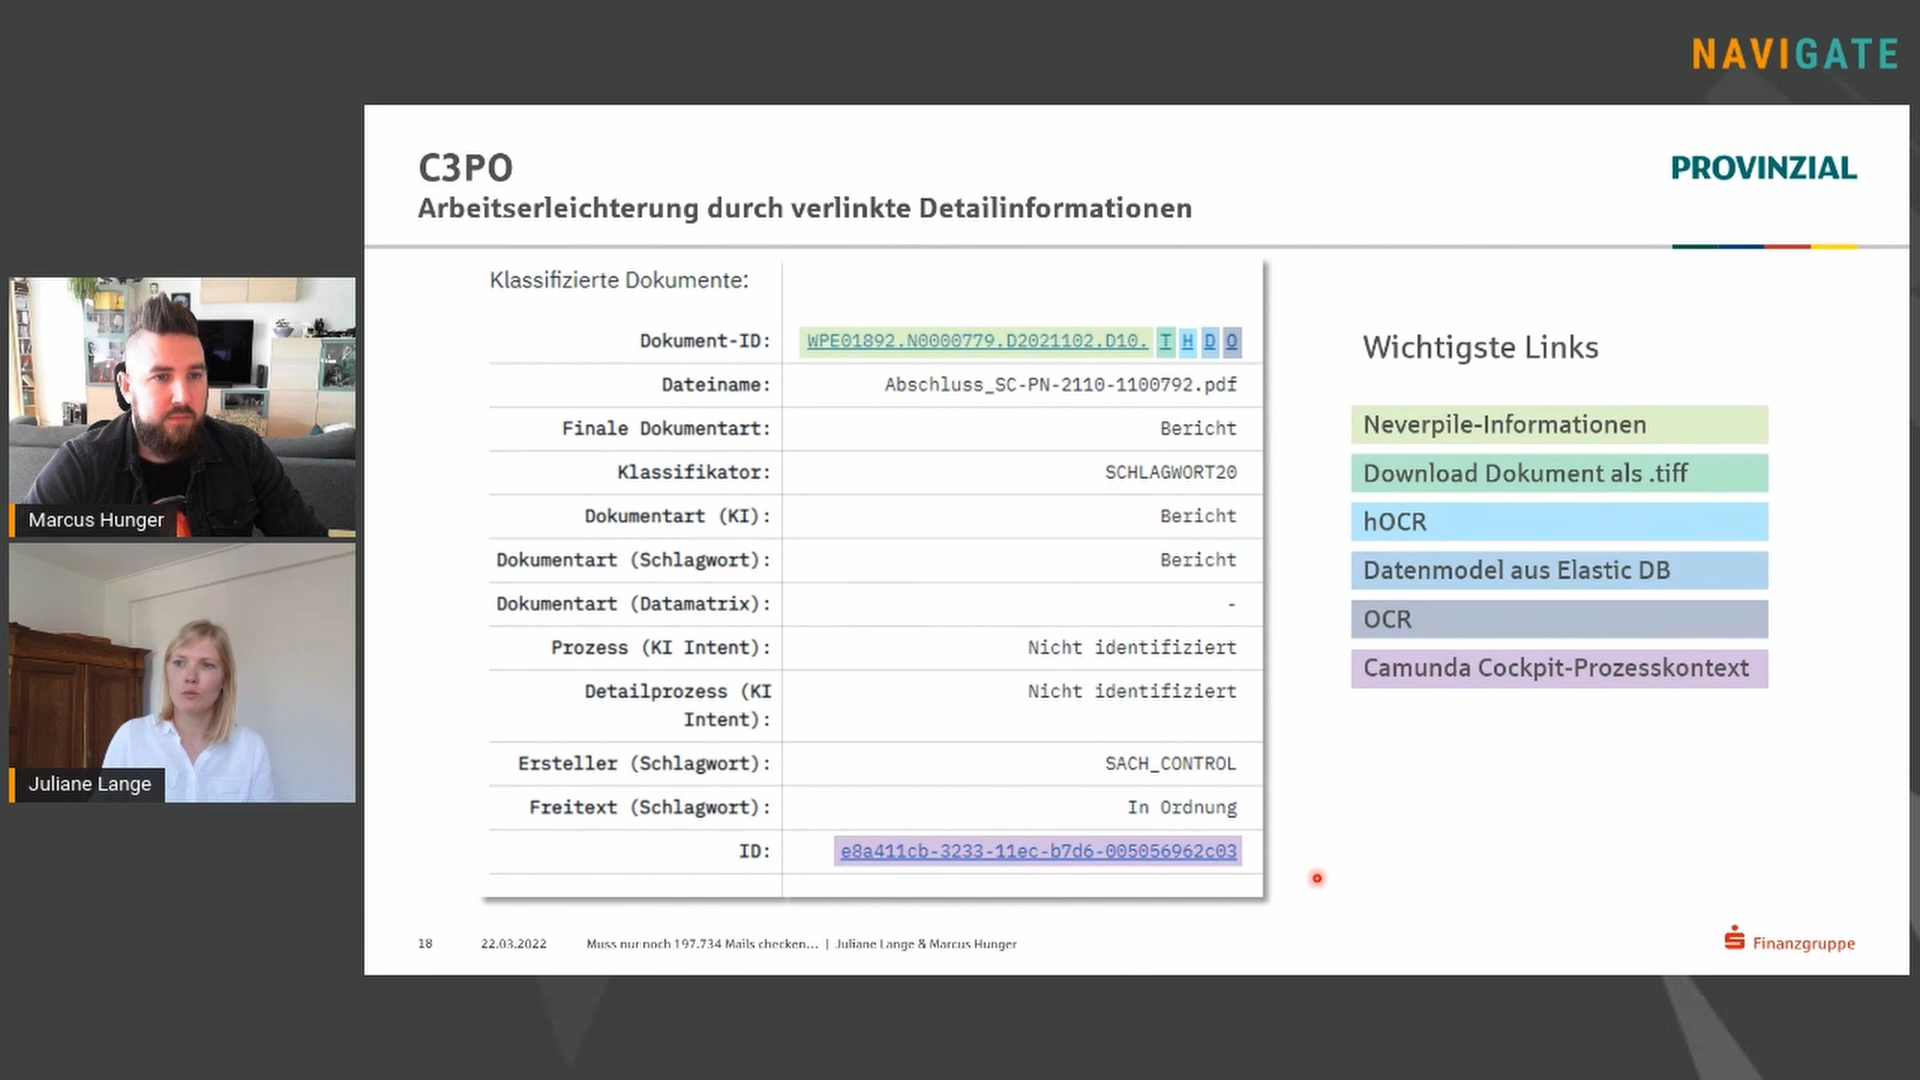 NAVIGATE
C3PO
PROVINZIAL
Arbeitserleichterung durch verlinkte Detailinformationen
Klassifizierte Dokumente:
Dokument-ID: WPE01892.N0000779.D2021102.D10. T H D O
Dateiname: Abschluss_SC-PN-2110-1100792.pdf
Finale Dokumentart: Bericht
Klassifikator: SCHLAGWORT20
Dokumentart (KI): Bericht
Dokumentart (Schlagwort): Bericht
Dokumentart (Datamatrix): -
Prozess (KI Intent): Nicht identifiziert
Detailprozess (KI Nicht identifiziert
Intent):
Ersteller (Schlagwort): SACH_CONTROL
Freitext (Schlagwort): In Ordnung
ID: e8a411cb-3233-11ec-b7d6-005056962c03
Wichtigste Links
Neverpile-Informationen
Download Dokument als .tiff
hOCR
Datenmodel aus Elastic DB
OCR
Camunda Cockpit-Prozesskontext
Marcus Hunger
Juliane Lange
18 22.03.2022 Muss nur noch 197.734 Mails checken... | Juliane Lange & Marcus Hunger
Finanzgruppe